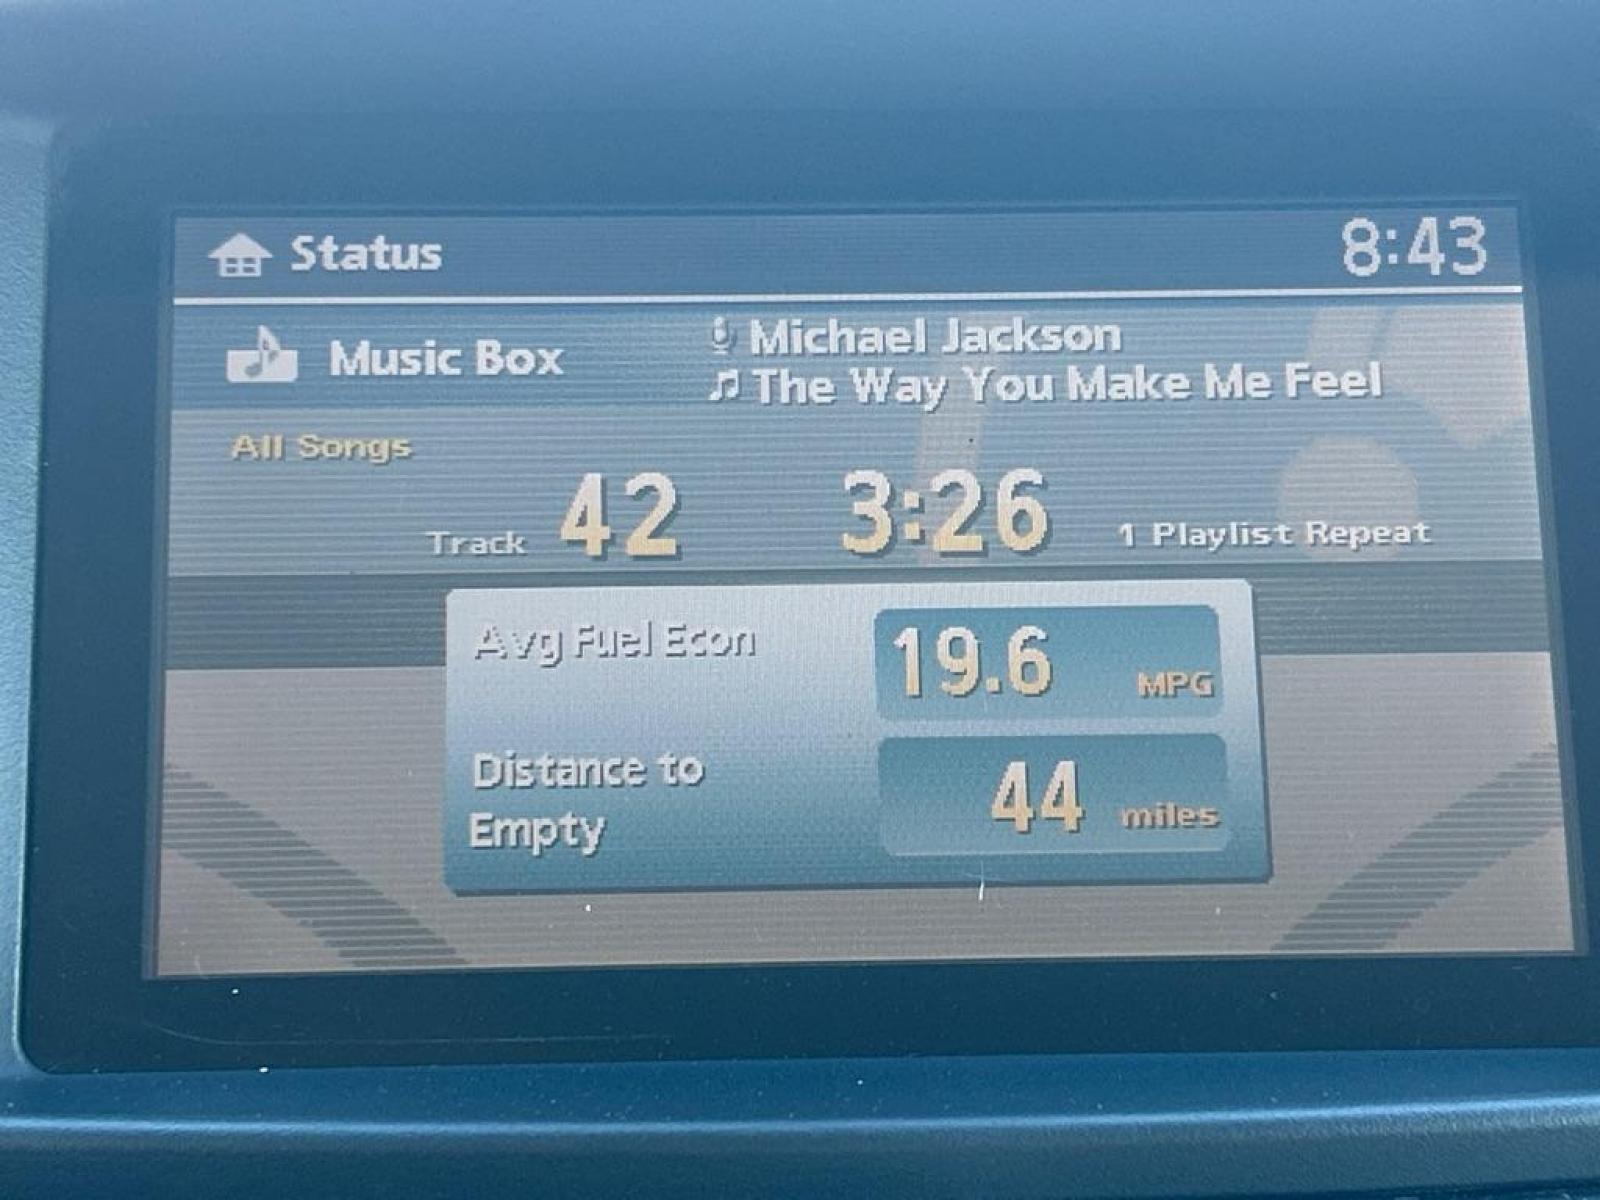 Status
8:43
Music Box
Michael Jackson
The Way You Make Me Feel
All Songs
Track 42 3:26 1 Playlist Repeat
Avg Fuel Econ 19.6 MPG
Distance to
Empty
44 miles